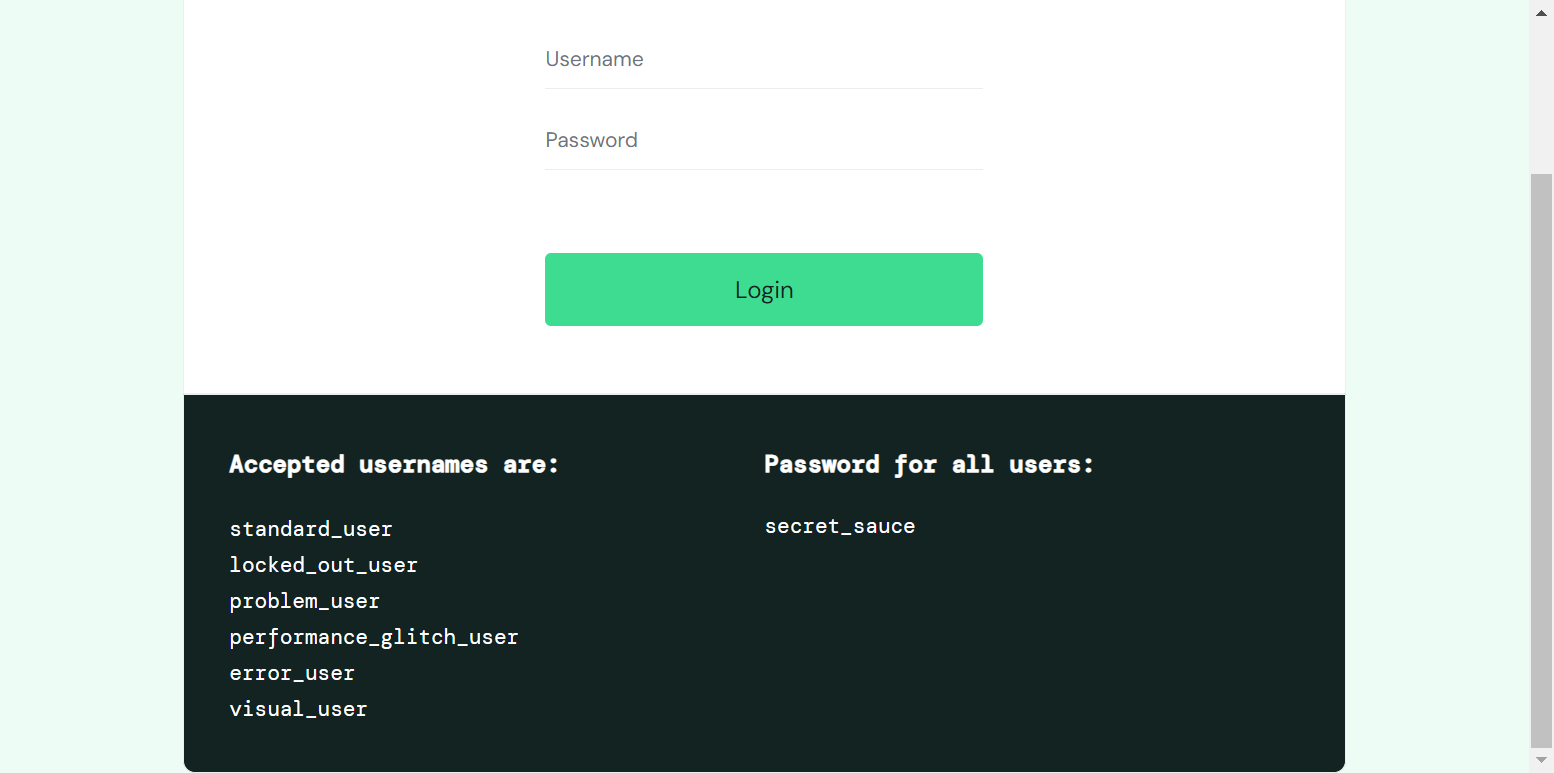 Username
Password
Login
Accepted usernames are:
standard_user
locked_out_user
problem_user
performance_glitch_user
error_user
visual_user
Password for all users:
secret_sauce